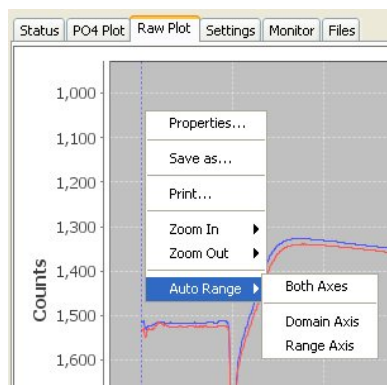 Status PO4 Plot Raw Plot Settings Monitor Files
1,000
1,100
1,200
1,300
1,400
1,500
1,600
Counts
Properties...
Save as...
Print...
Zoom In
Zoom Out
Auto Range
Both Axes
Domain Axis
Range Axis